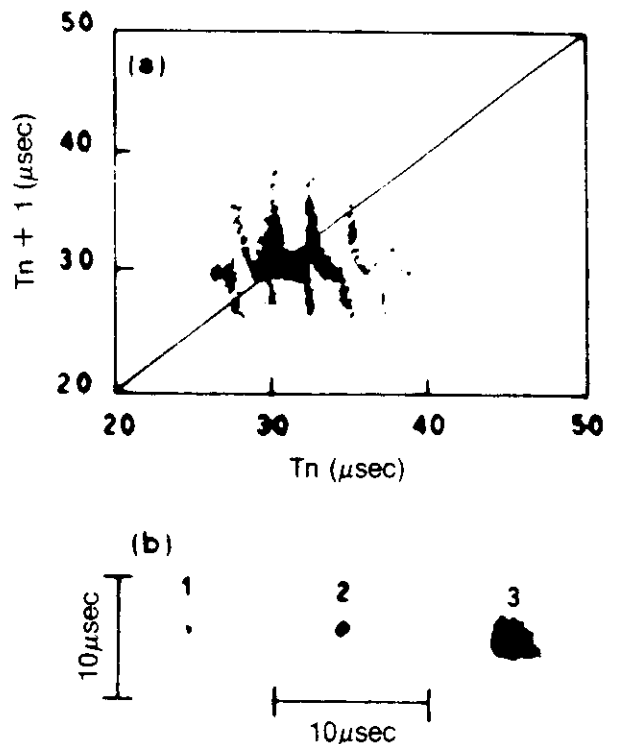 50
(a)
40
Tn + 1 (μsec)
30
20
20 30 40 50
Tn (μsec)
(b)
1 2 3
10μsec
10μsec